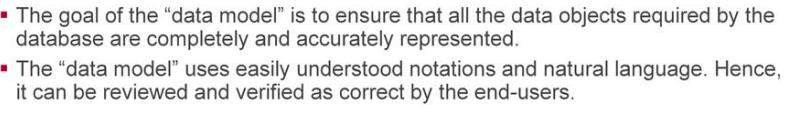 ▪ The goal of the “data model” is to ensure that all the data objects required by the
database are completely and accurately represented.
▪ The “data model” uses easily understood notations and natural language. Hence,
it can be reviewed and verified as correct by the end-users.